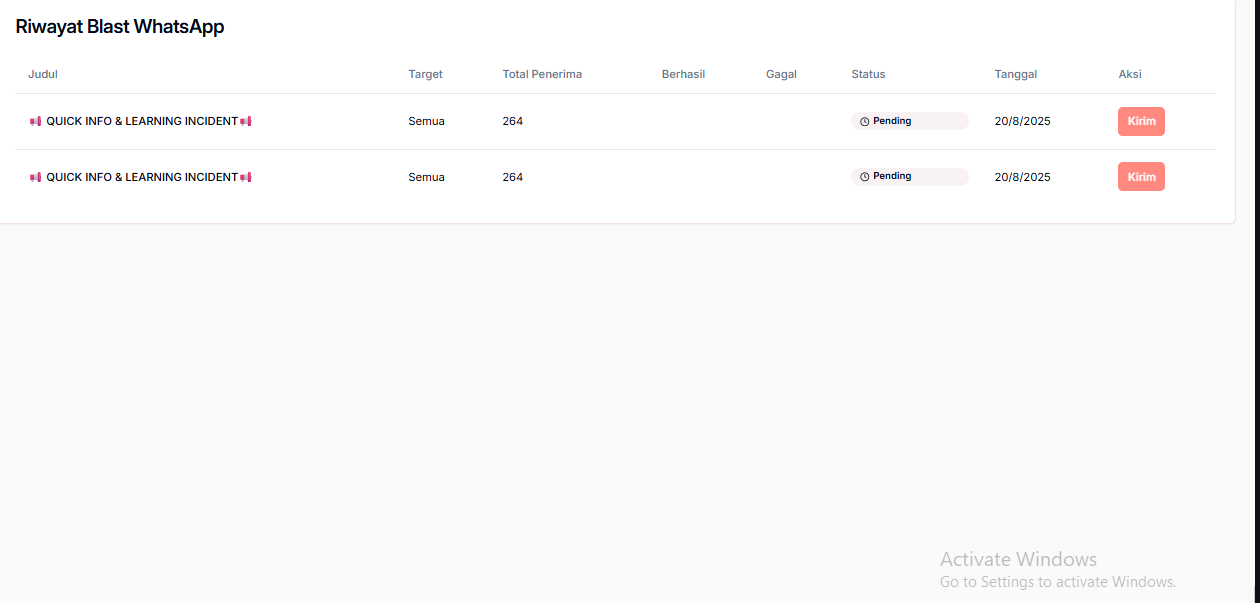 Riwayat Blast WhatsApp
Judul Target Total Penerima Berhasil Gagal Status Tanggal Aksi
QUICK INFO & LEARNING INCIDENT Semua 264 Pending 20/8/2025 Kirim
QUICK INFO & LEARNING INCIDENT Semua 264 Pending 20/8/2025 Kirim
Activate Windows
Go to Settings to activate Windows.